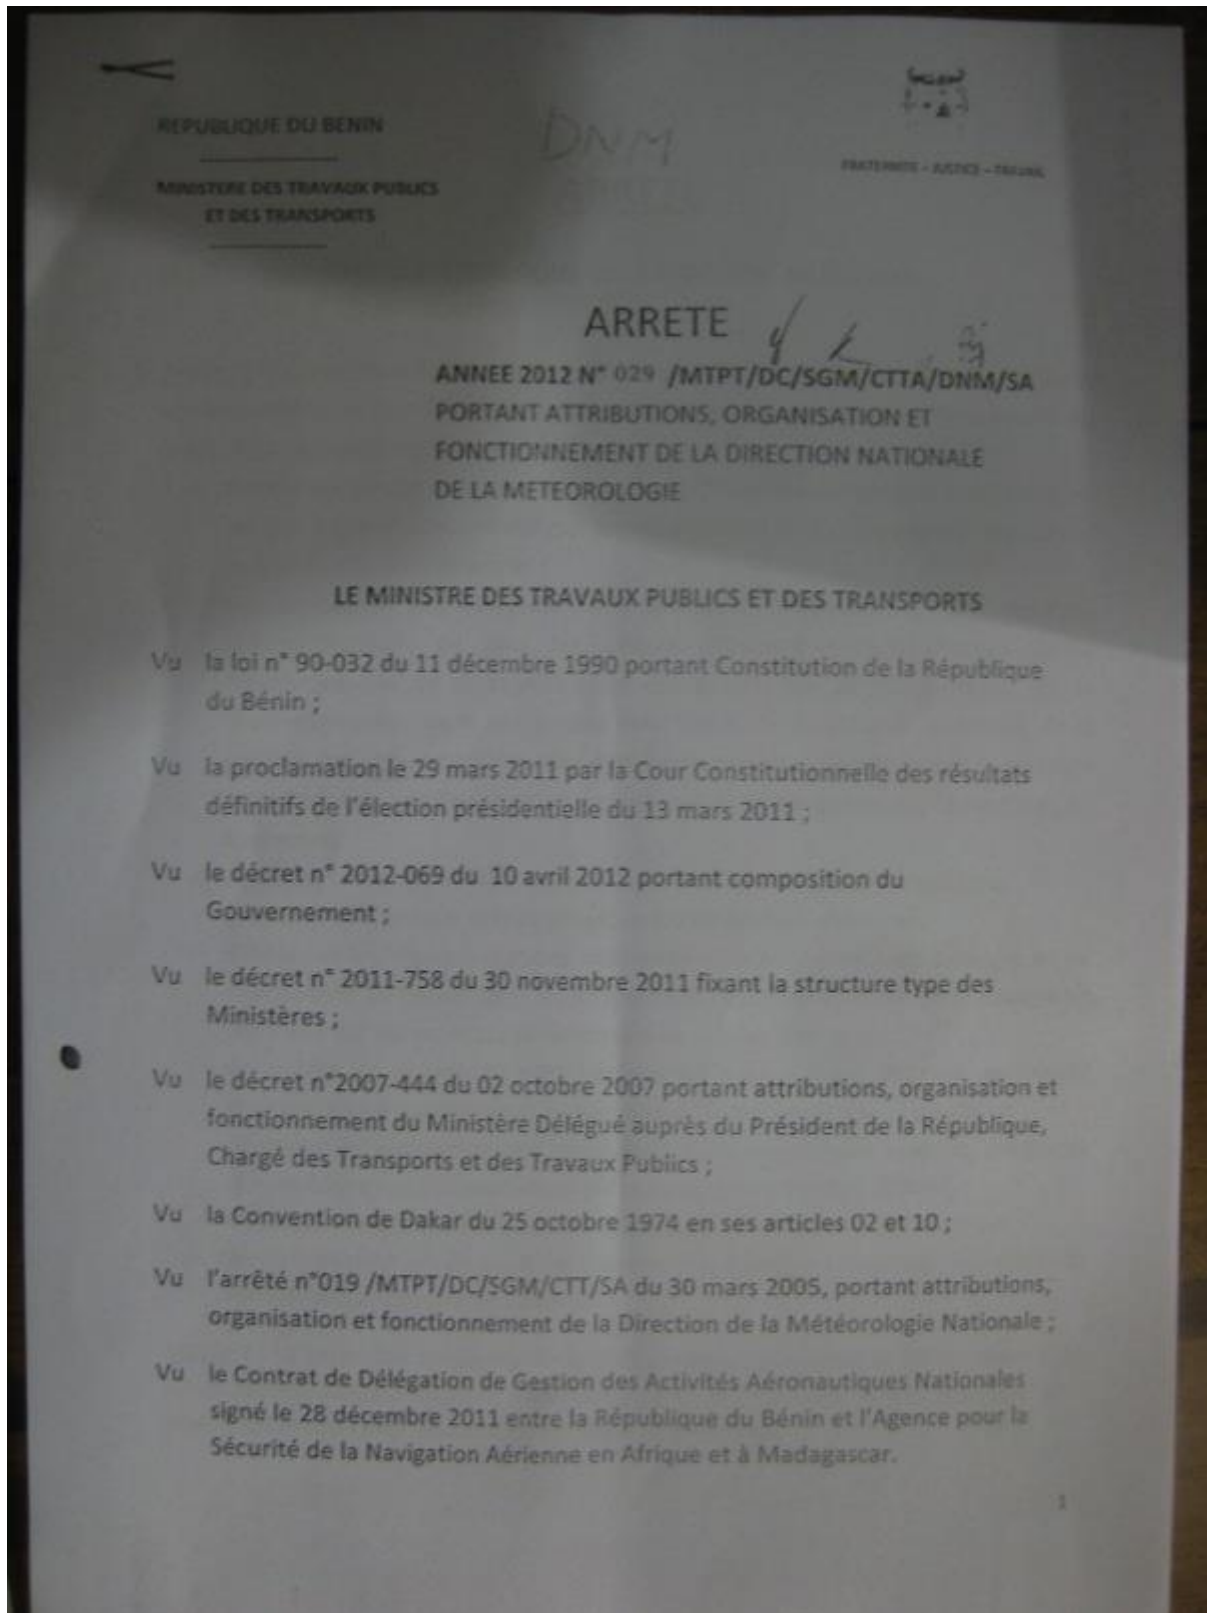 REPUBLIQUE DU BENIN
MINISTERE DES TRAVAUX PUBLICS
ET DES TRANSPORTS
DNM
FRATERNITE - JUSTICE - TRAVAIL
ARRETE
ANNEE 2012 N° 029 /MTPT/DC/SGM/CTTA/DNM/SA
PORTANT ATTRIBUTIONS, ORGANISATION ET
FONCTIONNEMENT DE LA DIRECTION NATIONALE
DE LA METEOROLOGIE
LE MINISTRE DES TRAVAUX PUBLICS ET DES TRANSPORTS
Vu la loi n° 90-032 du 11 décembre 1990 portant Constitution de la République
du Bénin ;
Vu la proclamation le 29 mars 2011 par la Cour Constitutionnelle des résultats
définitifs de l'élection présidentielle du 13 mars 2011 ;
Vu le décret n° 2012-069 du 10 avril 2012 portant composition du
Gouvernement ;
Vu le décret n° 2011-758 du 30 novembre 2011 fixant la structure type des
Ministères ;
Vu le décret n°2007-444 du 02 octobre 2007 portant attributions, organisation et
fonctionnement du Ministère Délégué auprès du Président de la République,
Chargé des Transports et des Travaux Publics ;
Vu la Convention de Dakar du 25 octobre 1974 en ses articles 02 et 10 ;
Vu l'arrêté n°019 /MTPT/DC/SGM/CTT/SA du 30 mars 2005, portant attributions,
organisation et fonctionnement de la Direction de la Météorologie Nationale ;
Vu le Contrat de Délégation de Gestion des Activités Aéronautiques Nationales
signé le 28 décembre 2011 entre la République du Bénin et l'Agence pour la
Sécurité de la Navigation Aérienne en Afrique et à Madagascar.
1